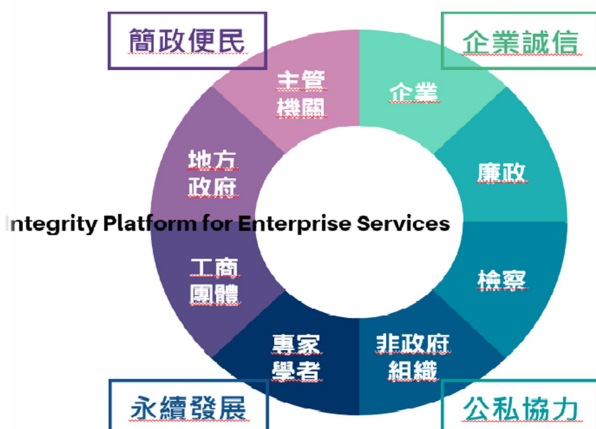 簡政便民
企業誠信
主管
機關
企業
地方
政府
廉政
Integrity Platform for Enterprise Services
工商
團體
檢察
專家
學者
非政府
組織
永續發展
公私協力